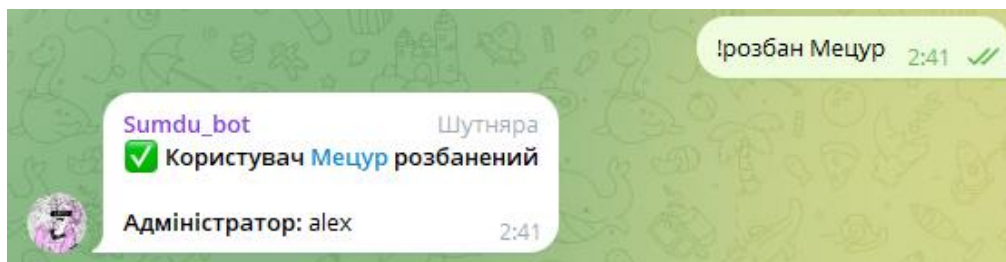 !розбан Мецур 2:41
Sumdu_bot Шутняра
✅ Користувач Мецур розбанений
Адміністратор: alex 2:41